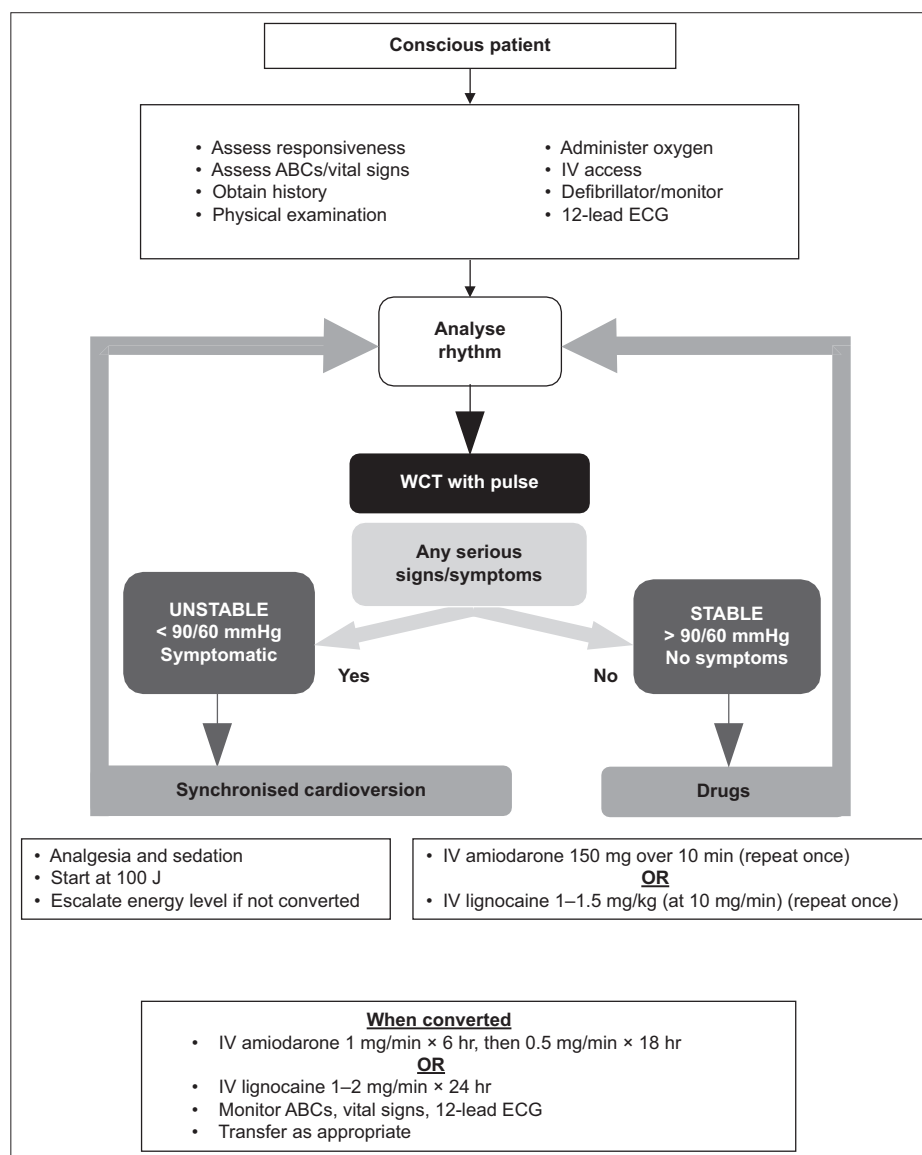 Conscious patient
• Assess responsiveness
• Assess ABCs/vital signs
• Obtain history
• Physical examination
• Administer oxygen
• IV access
• Defibrillator/monitor
• 12-lead ECG
Analyse
rhythm
WCT with pulse
Any serious
signs/symptoms
UNSTABLE
< 90/60 mmHg
Symptomatic
Yes
No
STABLE
> 90/60 mmHg
No symptoms
Synchronised cardioversion
Drugs
• Analgesia and sedation
• Start at 100 J
• Escalate energy level if not converted
• IV amiodarone 150 mg over 10 min (repeat once)
OR
• IV lignocaine 1–1.5 mg/kg (at 10 mg/min) (repeat once)
When converted
• IV amiodarone 1 mg/min × 6 hr, then 0.5 mg/min × 18 hr
OR
• IV lignocaine 1–2 mg/min × 24 hr
• Monitor ABCs, vital signs, 12-lead ECG
• Transfer as appropriate